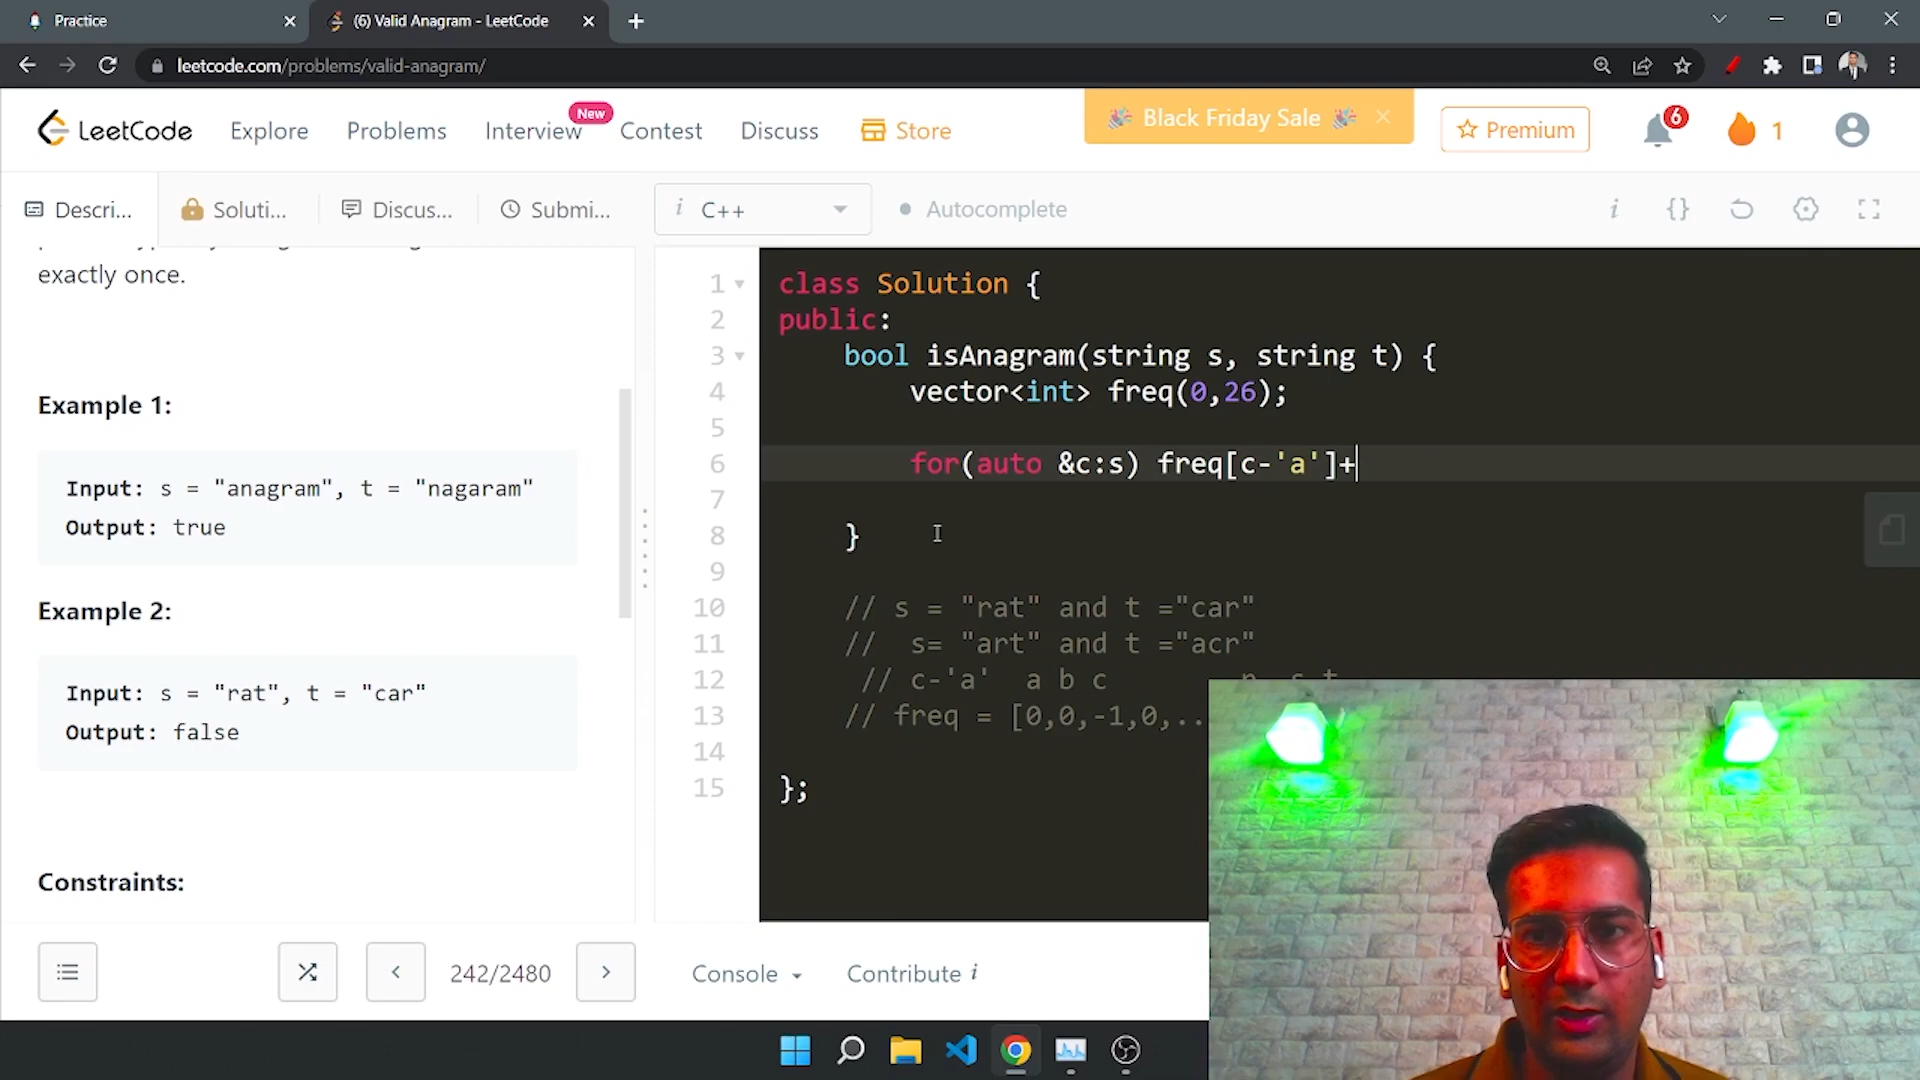 Practice
(6) Valid Anagram - LeetCode
leetcode.com/problems/valid-anagram/
LeetCode
Explore
Problems
Interview
New
Contest
Discuss
Store
Black Friday Sale
Premium
6
1
Descri...
Soluti...
Discus...
Submi...
i C++
Autocomplete
i {}
exactly once.
Example 1:
Input: s = "anagram", t = "nagaram"
Output: true
Example 2:
Input: s = "rat", t = "car"
Output: false
Constraints:
1 class Solution {
2 public:
3 bool isAnagram(string s, string t) {
4 vector<int> freq(0,26);
5
6 for(auto &c:s) freq[c-'a']+
7
8 }
9
10 // s = "rat" and t ="car"
11 // s= "art" and t ="acr"
12 // c-'a' a b c
13 // freq = [0,0,-1,0,..
14
15 };
242/2480
Console
Contribute i